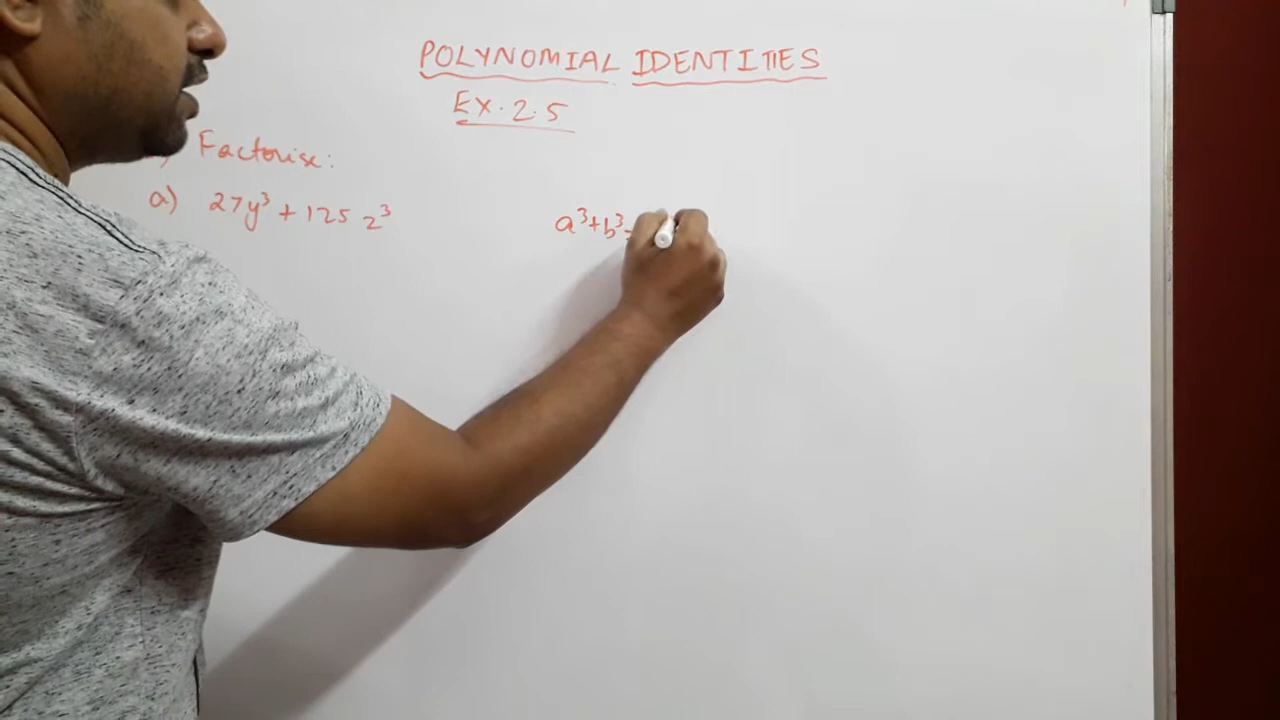 POLYNOMIAL IDENTITIES
EX. 2.5
) Factorise:
a) 27y³ + 125 z³
a³+b³=